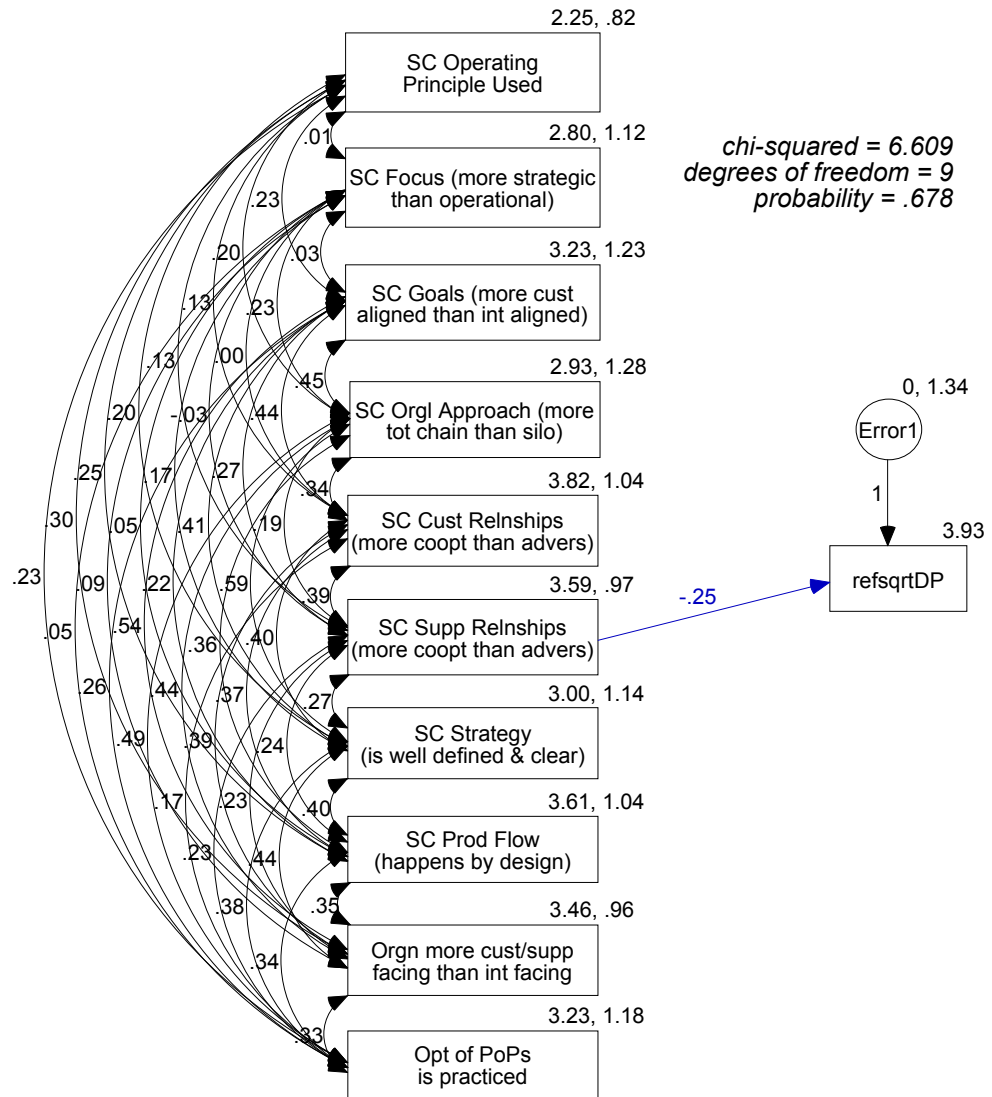 2.25, .82
SC Operating
Principle Used
2.80, 1.12
SC Focus (more strategic
than operational)
3.23, 1.23
SC Goals (more cust
aligned than int aligned)
2.93, 1.28
SC Orgl Approach (more
tot chain than silo)
3.82, 1.04
SC Cust Relnships
(more coopt than advers)
3.59, .97
SC Supp Relnships
(more coopt than advers)
3.00, 1.14
SC Strategy
(is well defined & clear)
3.61, 1.04
SC Prod Flow
(happens by design)
3.46, .96
Orgn more cust/supp
facing than int facing
3.23, 1.18
Opt of PoPs
is practiced
chi-squared = 6.609
degrees of freedom = 9
probability = .678
0, 1.34
Error1
1
3.93
refsqrtDP
-.25
.01
.23
.03
.20
.13
.23
.13
.00
.45
.20
-.03
.44
.25
.17
.27
.34
.30
.05
.41
.19
.23
.09
.22
.59
.39
.05
.54
.36
.40
.26
.44
.37
.27
.49
.39
.24
.17
.23
.40
.23
.44
.38
.35
.34
.33